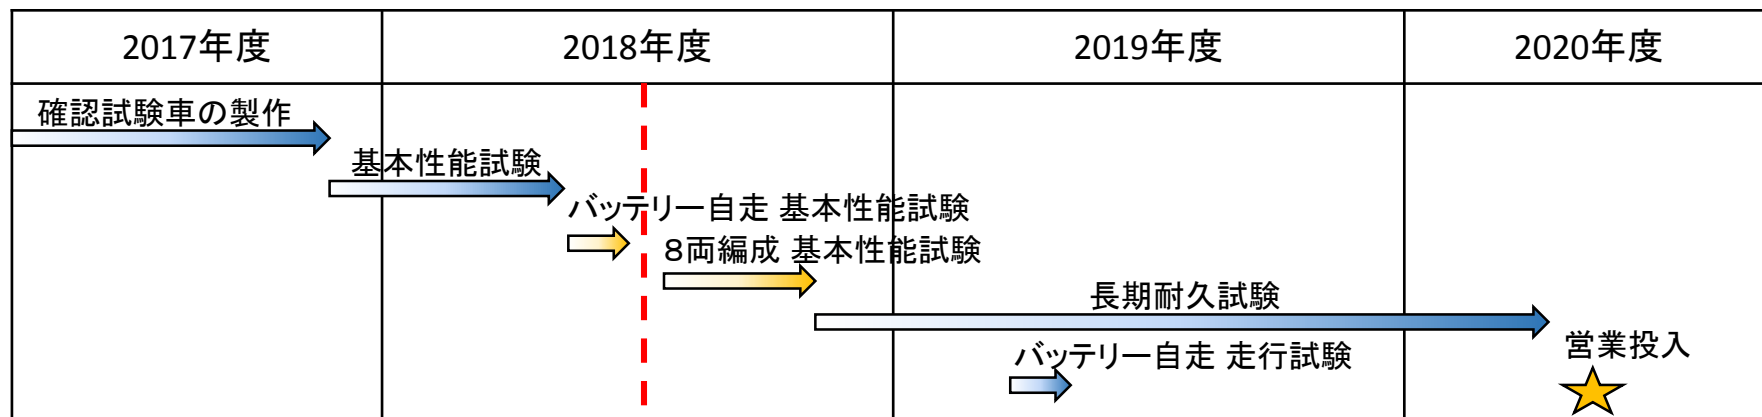 2017年度
2018年度
2019年度
2020年度
確認試験車の製作
基本性能試験
バッテリー自走 基本性能試験
８両編成 基本性能試験
長期耐久試験
バッテリー自走 走行試験
営業投入